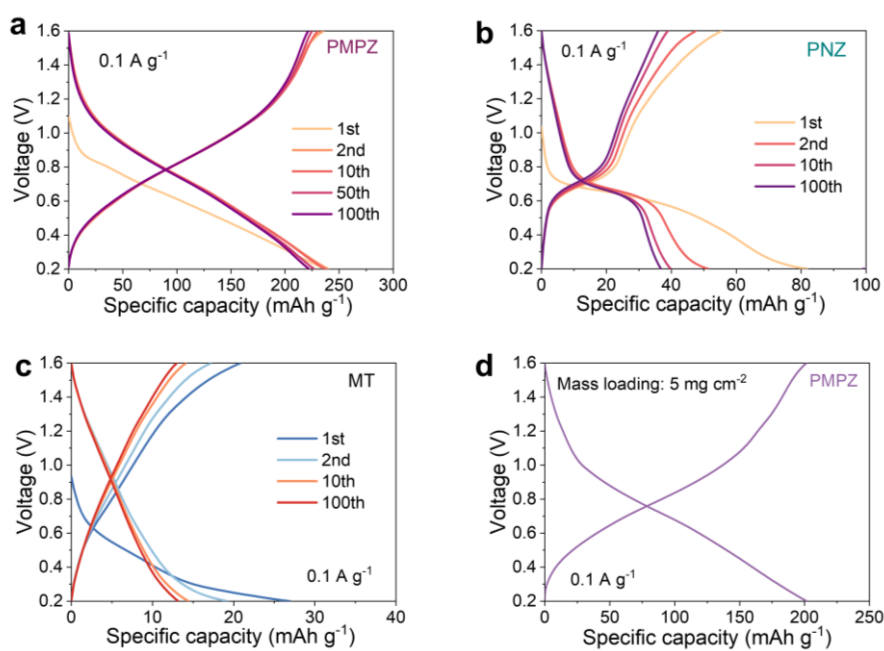 a
0.1 A g⁻¹
PMPZ
1st
2nd
10th
50th
100th
Voltage (V)
1.6
1.4
1.2
1.0
0.8
0.6
0.4
0.2
0 50 100 150 200 250 300
Specific capacity (mAh g⁻¹)
b
0.1 A g⁻¹
PNZ
1st
2nd
10th
100th
Voltage (V)
1.6
1.4
1.2
1.0
0.8
0.6
0.4
0.2
0 20 40 60 80 100
Specific capacity (mAh g⁻¹)
c
MT
1st
2nd
10th
100th
0.1 A g⁻¹
Voltage (V)
1.6
1.4
1.2
1.0
0.8
0.6
0.4
0.2
0 10 20 30 40
Specific capacity (mAh g⁻¹)
d
Mass loading: 5 mg cm⁻²
PMPZ
0.1 A g⁻¹
Voltage (V)
1.6
1.4
1.2
1.0
0.8
0.6
0.4
0.2
0 50 100 150 200 250
Specific capacity (mAh g⁻¹)